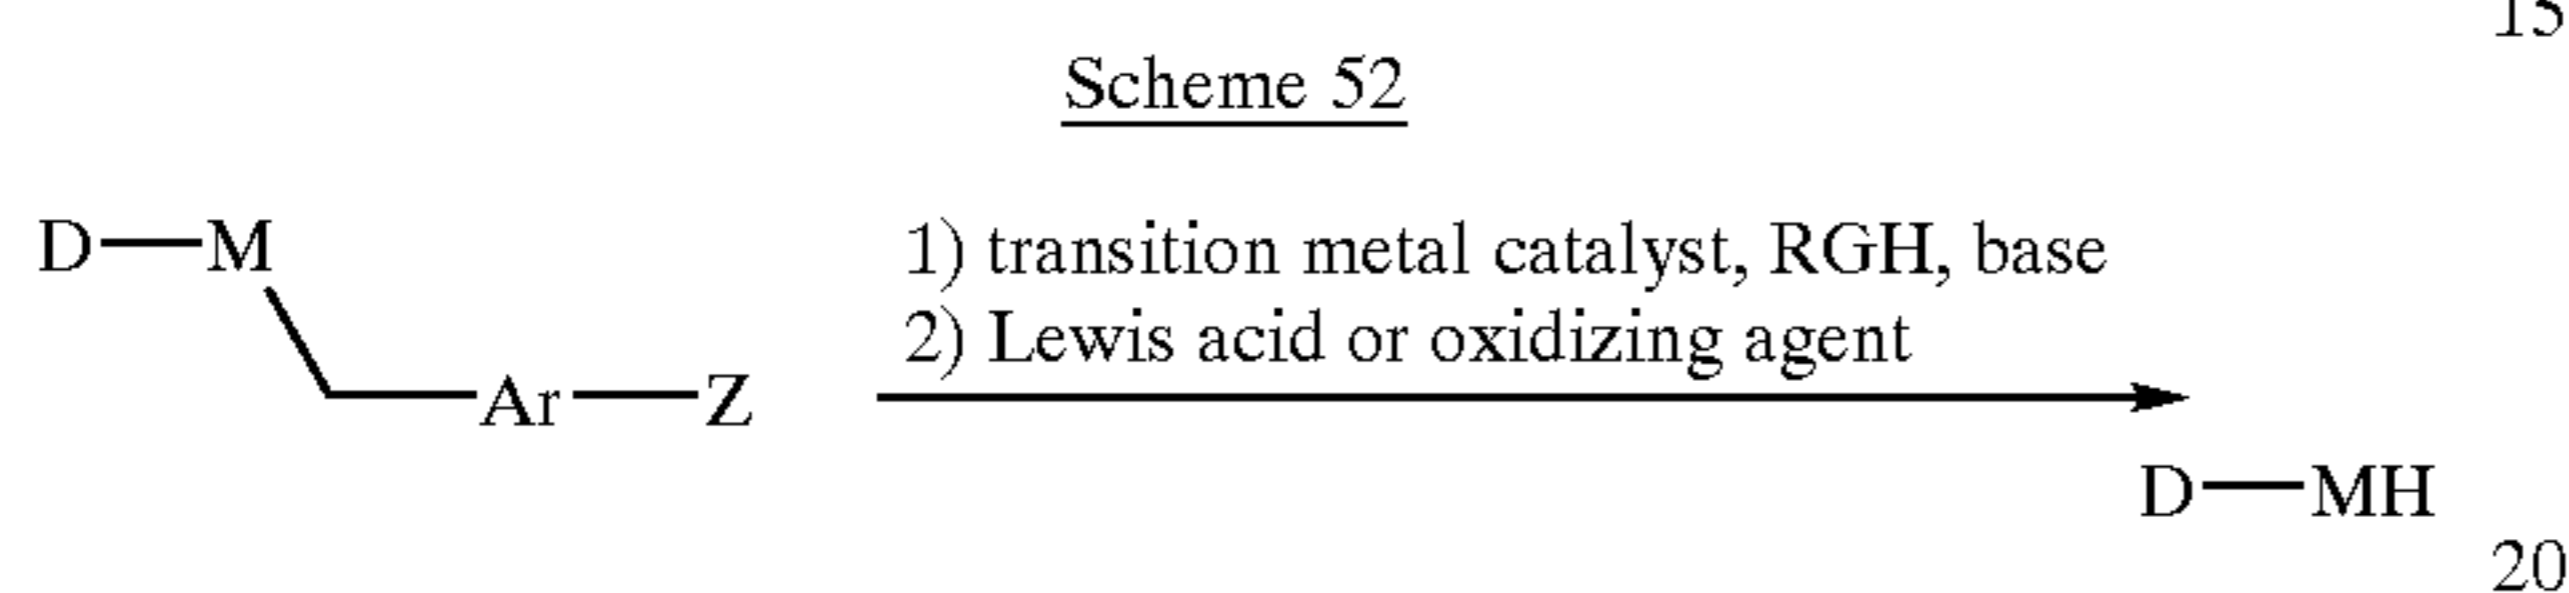 15
Scheme 52
D—M
1) transition metal catalyst, RGH, base
2) Lewis acid or oxidizing agent
Ar—Z
D—MH
20